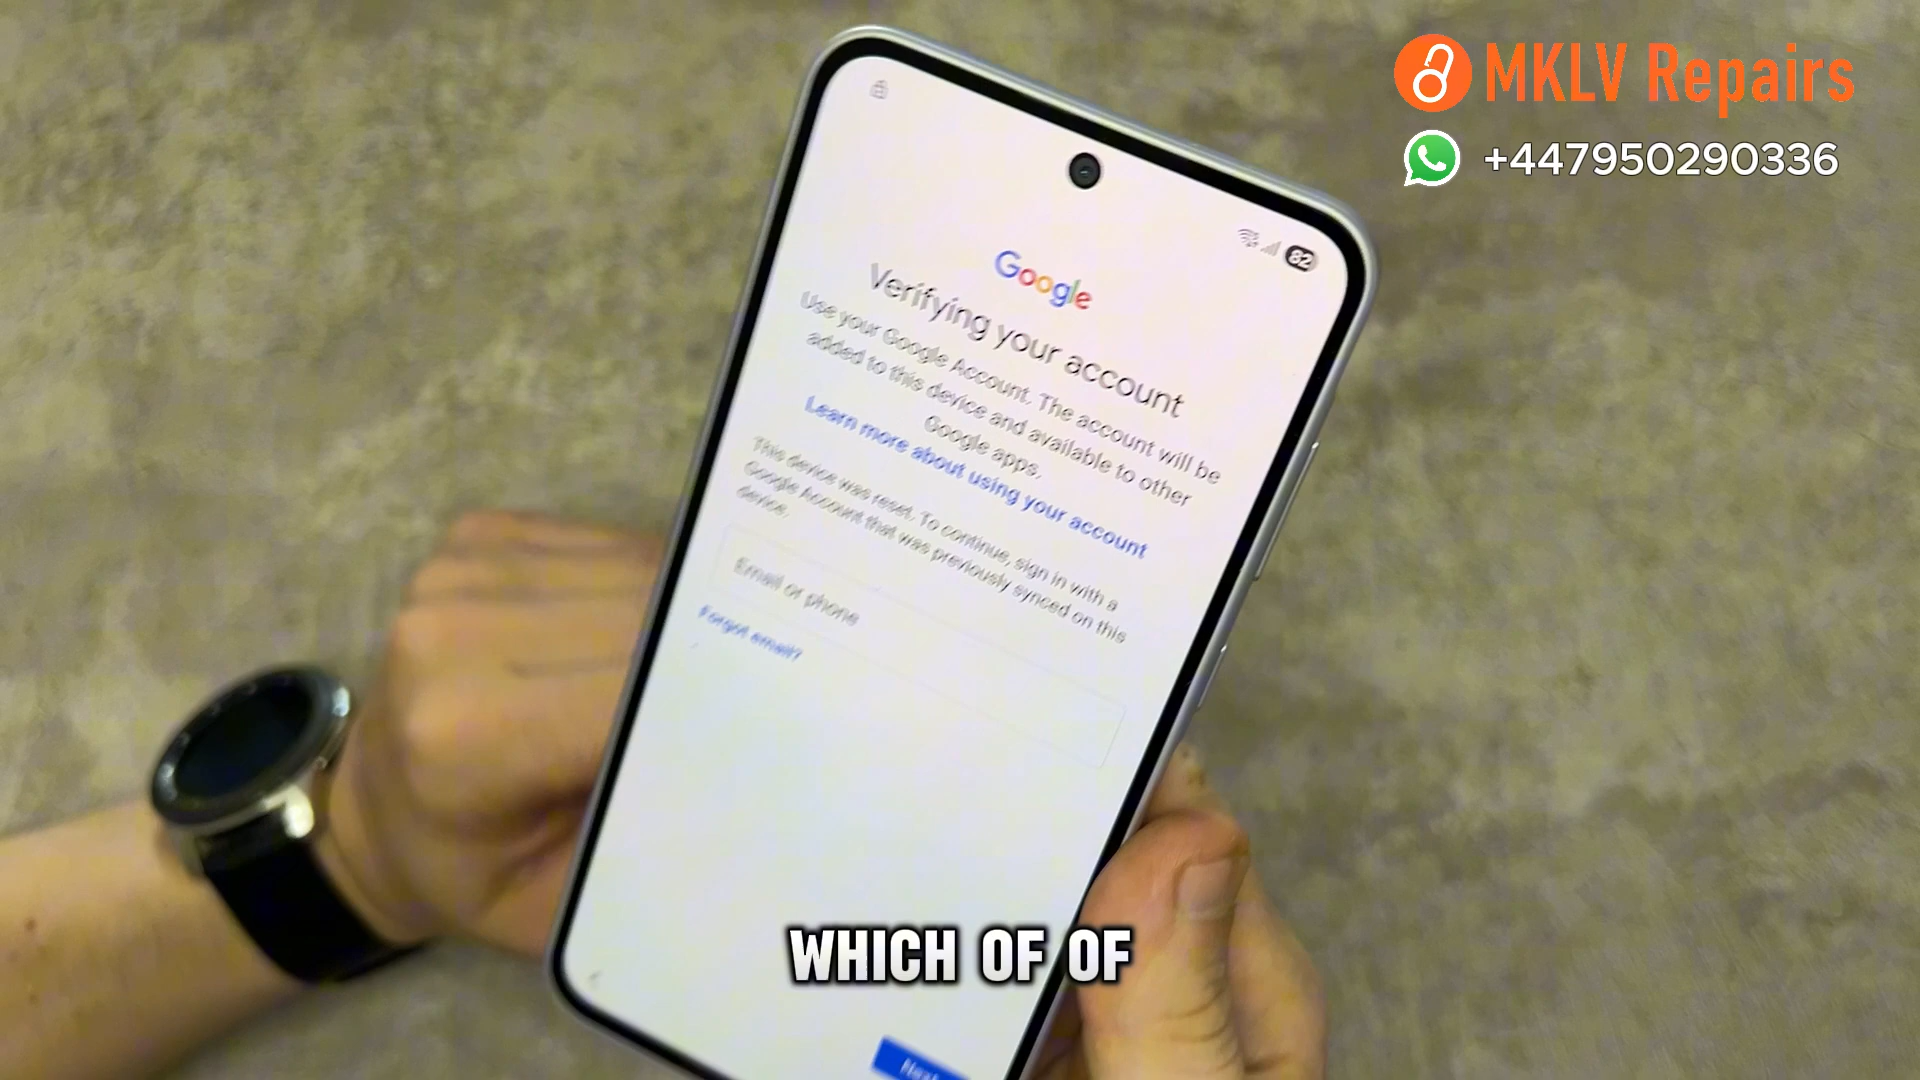 MKLV Repairs
+447950290336
82
Google
Verifying your account
Use your Google Account. The account will be
added to this device and available to other
Google apps.
Learn more about using your account
This device was reset. To continue, sign in with a
Google Account that was previously synced on this
device.
Email or phone
Forgot email?
WHICH OF OF
Next